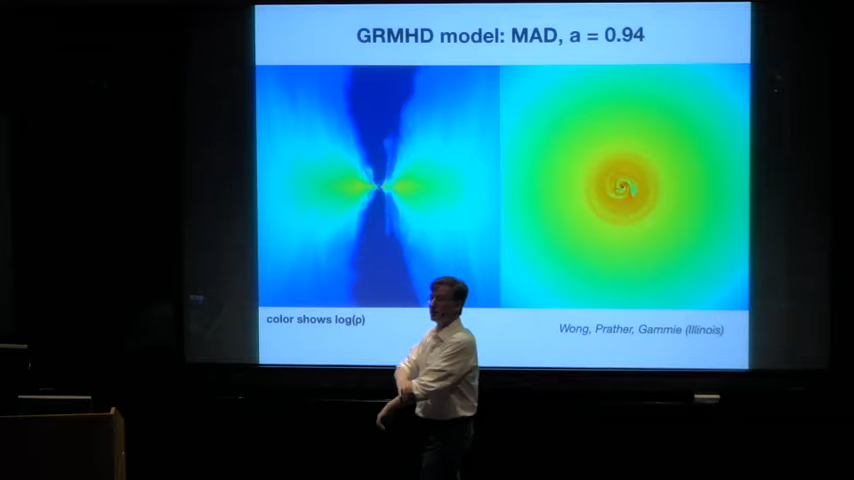 GRMHD model: MAD, a = 0.94
color shows log(ρ)
Wong, Prather, Gammie (Illinois)